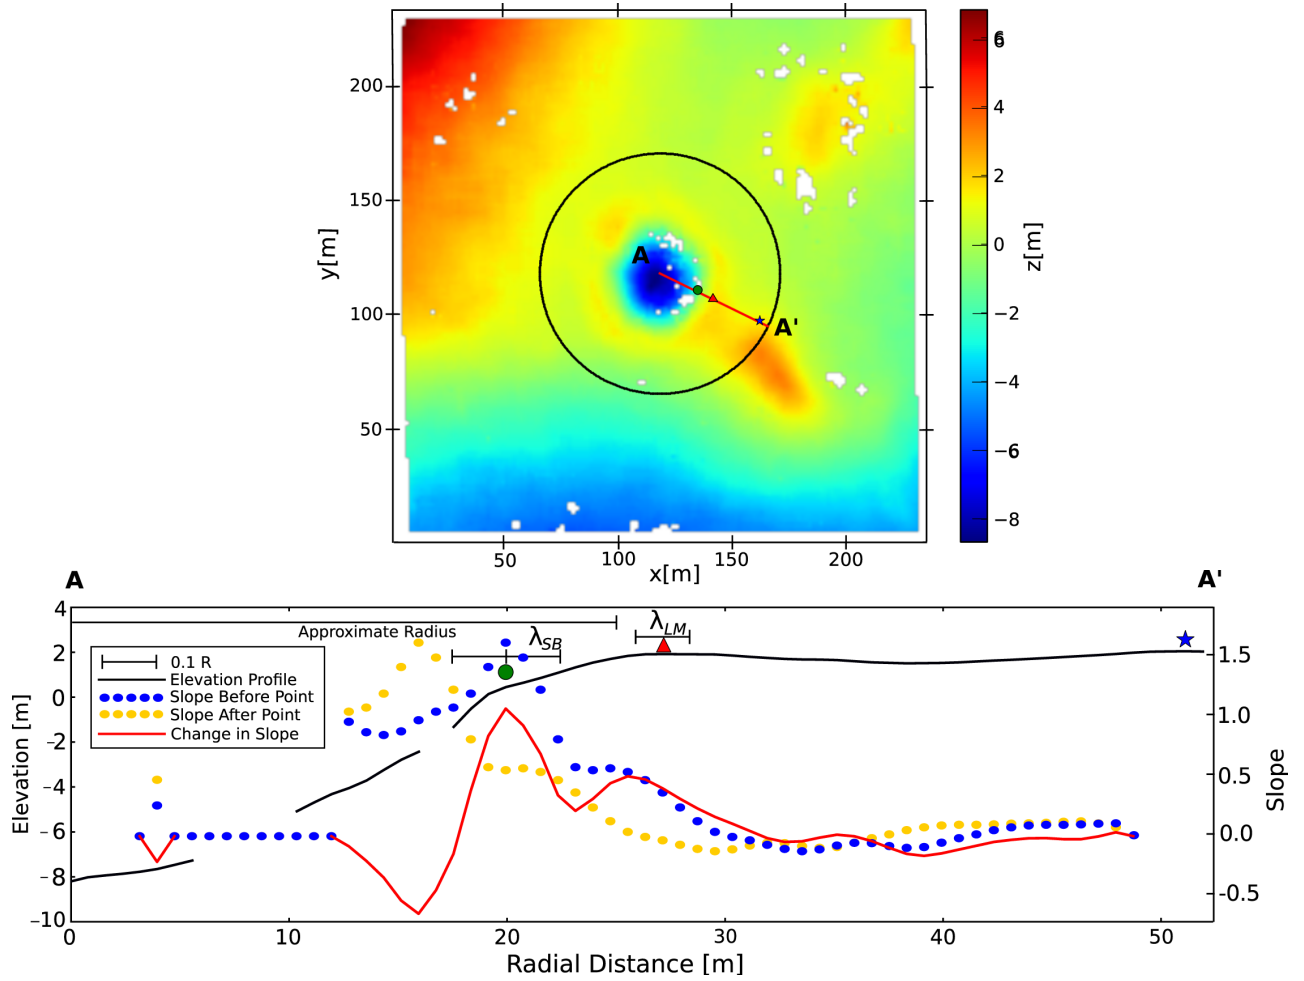 200
150
100
50
y[m]
50
100
150
200
x[m]
A
A'
6
4
2
0
−2
−4
−6
−8
z[m]
A
A'
4
2
0
−2
−4
−6
−8
−10
Elevation [m]
Approximate Radius
λSB
λLM
0.1 R
Elevation Profile
Slope Before Point
Slope After Point
Change in Slope
1.5
1.0
0.5
0.0
-0.5
Slope
0
10
20
30
40
50
Radial Distance [m]